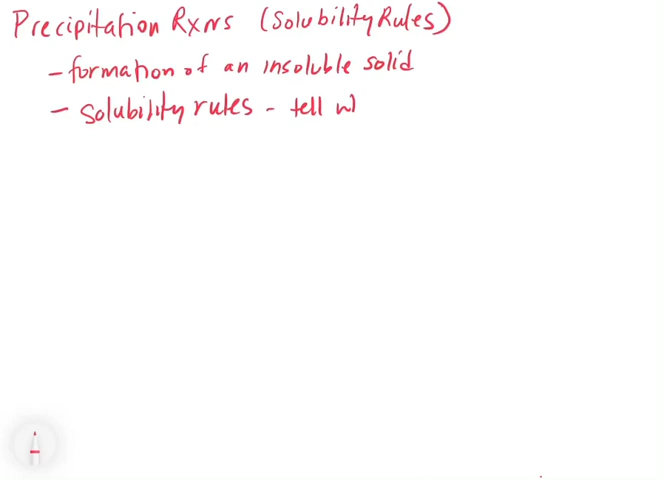 Precipitation Rxns (Solubility Rules)
- formation of an insoluble solid
- Solubility rules - tell